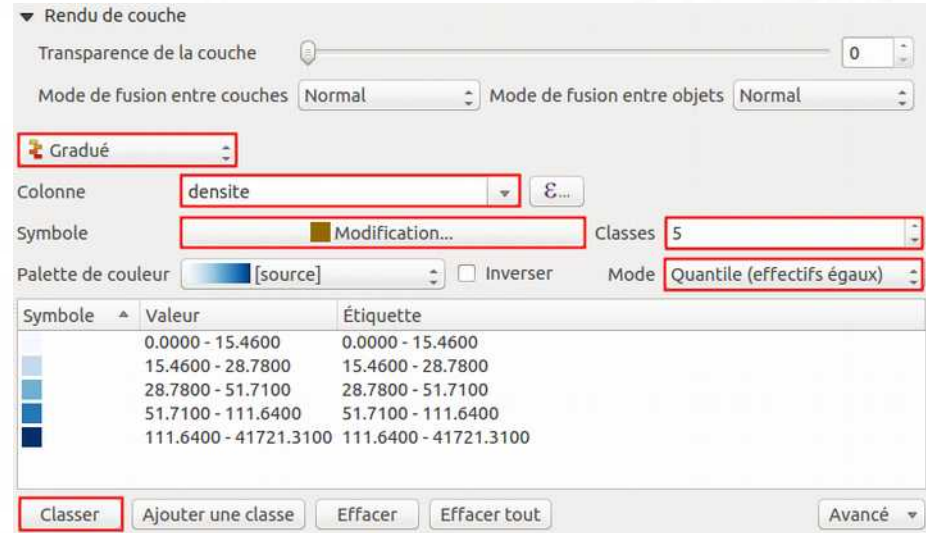 Rendu de couche
Transparence de la couche 0
Mode de fusion entre couches Normal Mode de fusion entre objets Normal
Gradué
Colonne densite ε...
Symbole Modification... Classes 5
Palette de couleur [source] Inverser Mode Quantile (effectifs égaux)
Symbole Valeur Étiquette
0.0000 - 15.4600 0.0000 - 15.4600
15.4600 - 28.7800 15.4600 - 28.7800
28.7800 - 51.7100 28.7800 - 51.7100
51.7100 - 111.6400 51.7100 - 111.6400
111.6400 - 41721.3100 111.6400 - 41721.3100
Classer Ajouter une classe Effacer Effacer tout Avancé